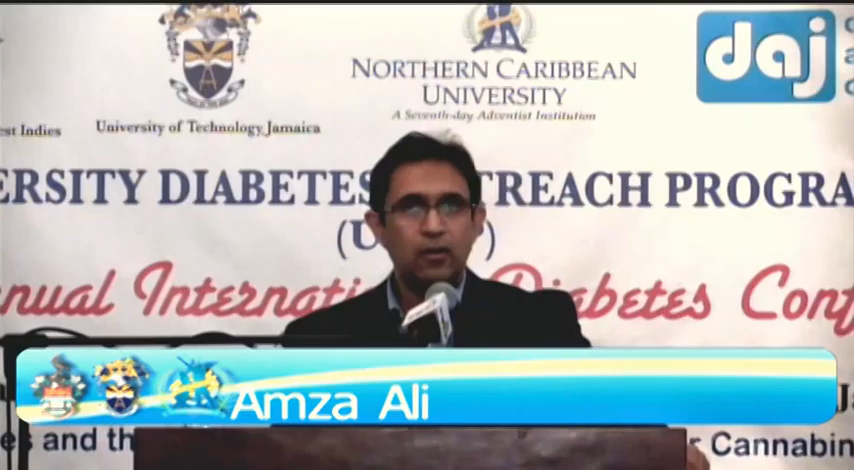 est Indies
University of Technology, Jamaica
NORTHERN CARIBBEAN
UNIVERSITY
A Seventh-day Adventist Institution
daj
ERSITY DIABETES TREACH PROGRA
(U )
nual Internati Diabetes Conf
Amza Ali
es and th r Cannabin